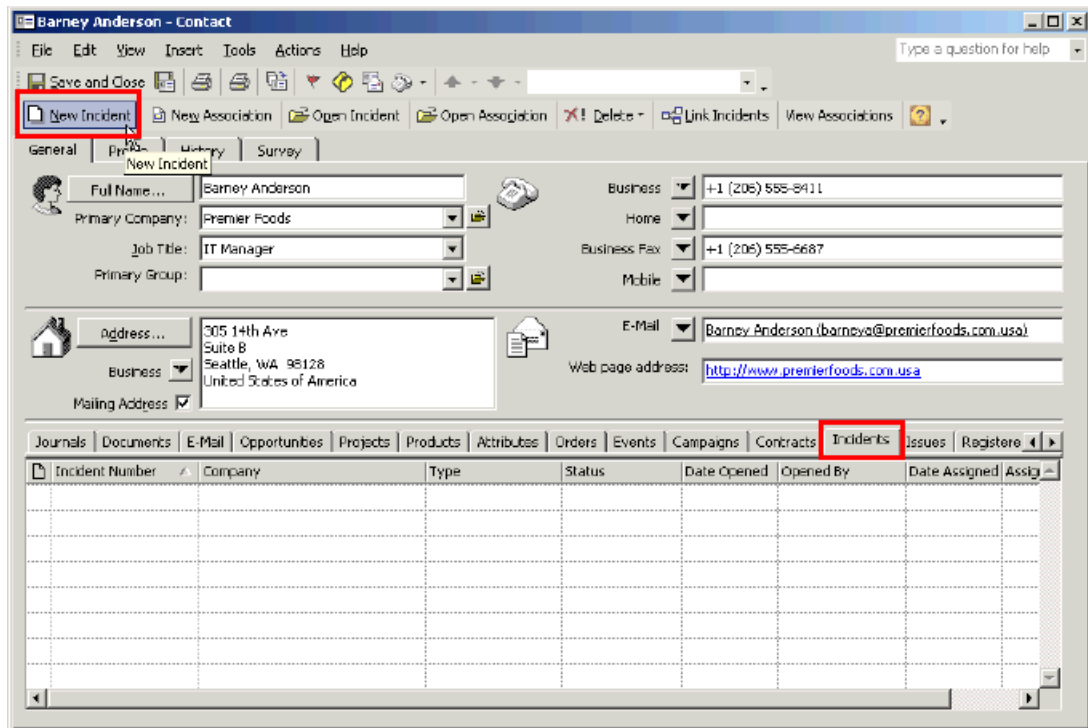 Barney Anderson - Contact
File Edit View Insert Tools Actions Help Type a question for help
Save and Close
New Incident New Association Open Incident Open Association Delete Link Incidents View Associations
General Profile History Survey
New Incident
Full Name... Barney Anderson Business +1 (206) 555-8411
Primary Company: Premier Foods Home
Job Title: IT Manager Business Fax +1 (206) 555-6687
Primary Group: Mobile
Address... 305 14th Ave
Suite B
Seattle, WA 98128
United States of America
Business
Mailing Address
E-Mail Barney Anderson (barneya@premierfoods.com.usa)
Web page address: http://www.premierfoods.com.usa
Journals Documents E-Mail Opportunities Projects Products Attributes Orders Events Campaigns Contracts Incidents Issues Registere
Incident Number Company Type Status Date Opened Opened By Date Assigned Assig